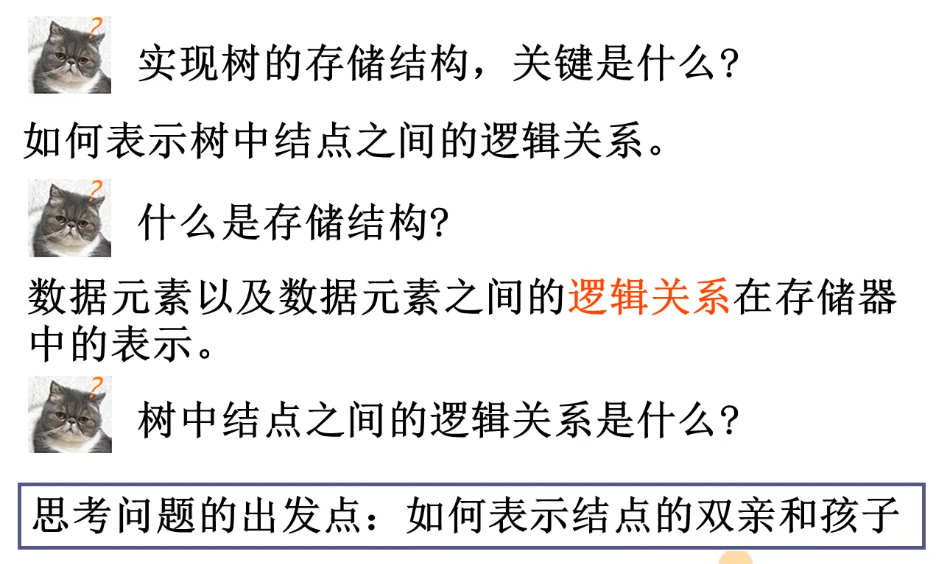 ?
实现树的存储结构，关键是什么?
如何表示树中结点之间的逻辑关系。
?
什么是存储结构?
数据元素以及数据元素之间的逻辑关系在存储器
中的表示。
?
树中结点之间的逻辑关系是什么?
思考问题的出发点：如何表示结点的双亲和孩子